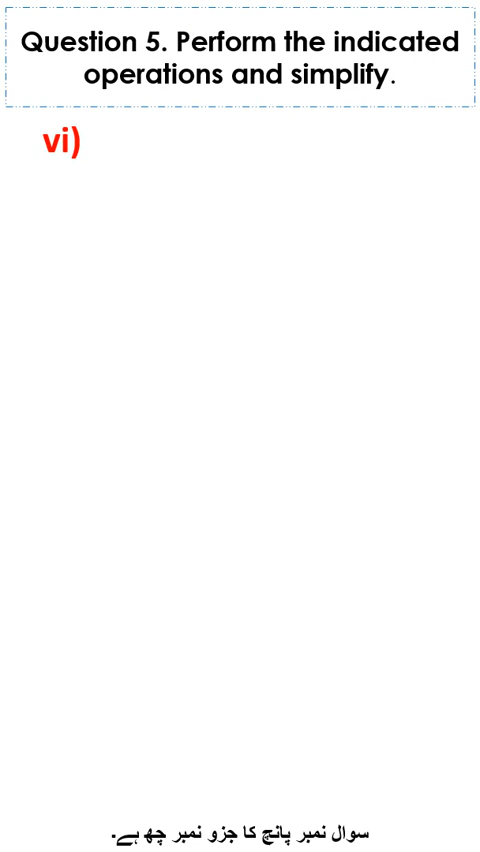 Question 5. Perform the indicated
operations and simplify.
vi)
سوال نمبر پانچ کا جزو نمبر چھ ہے۔